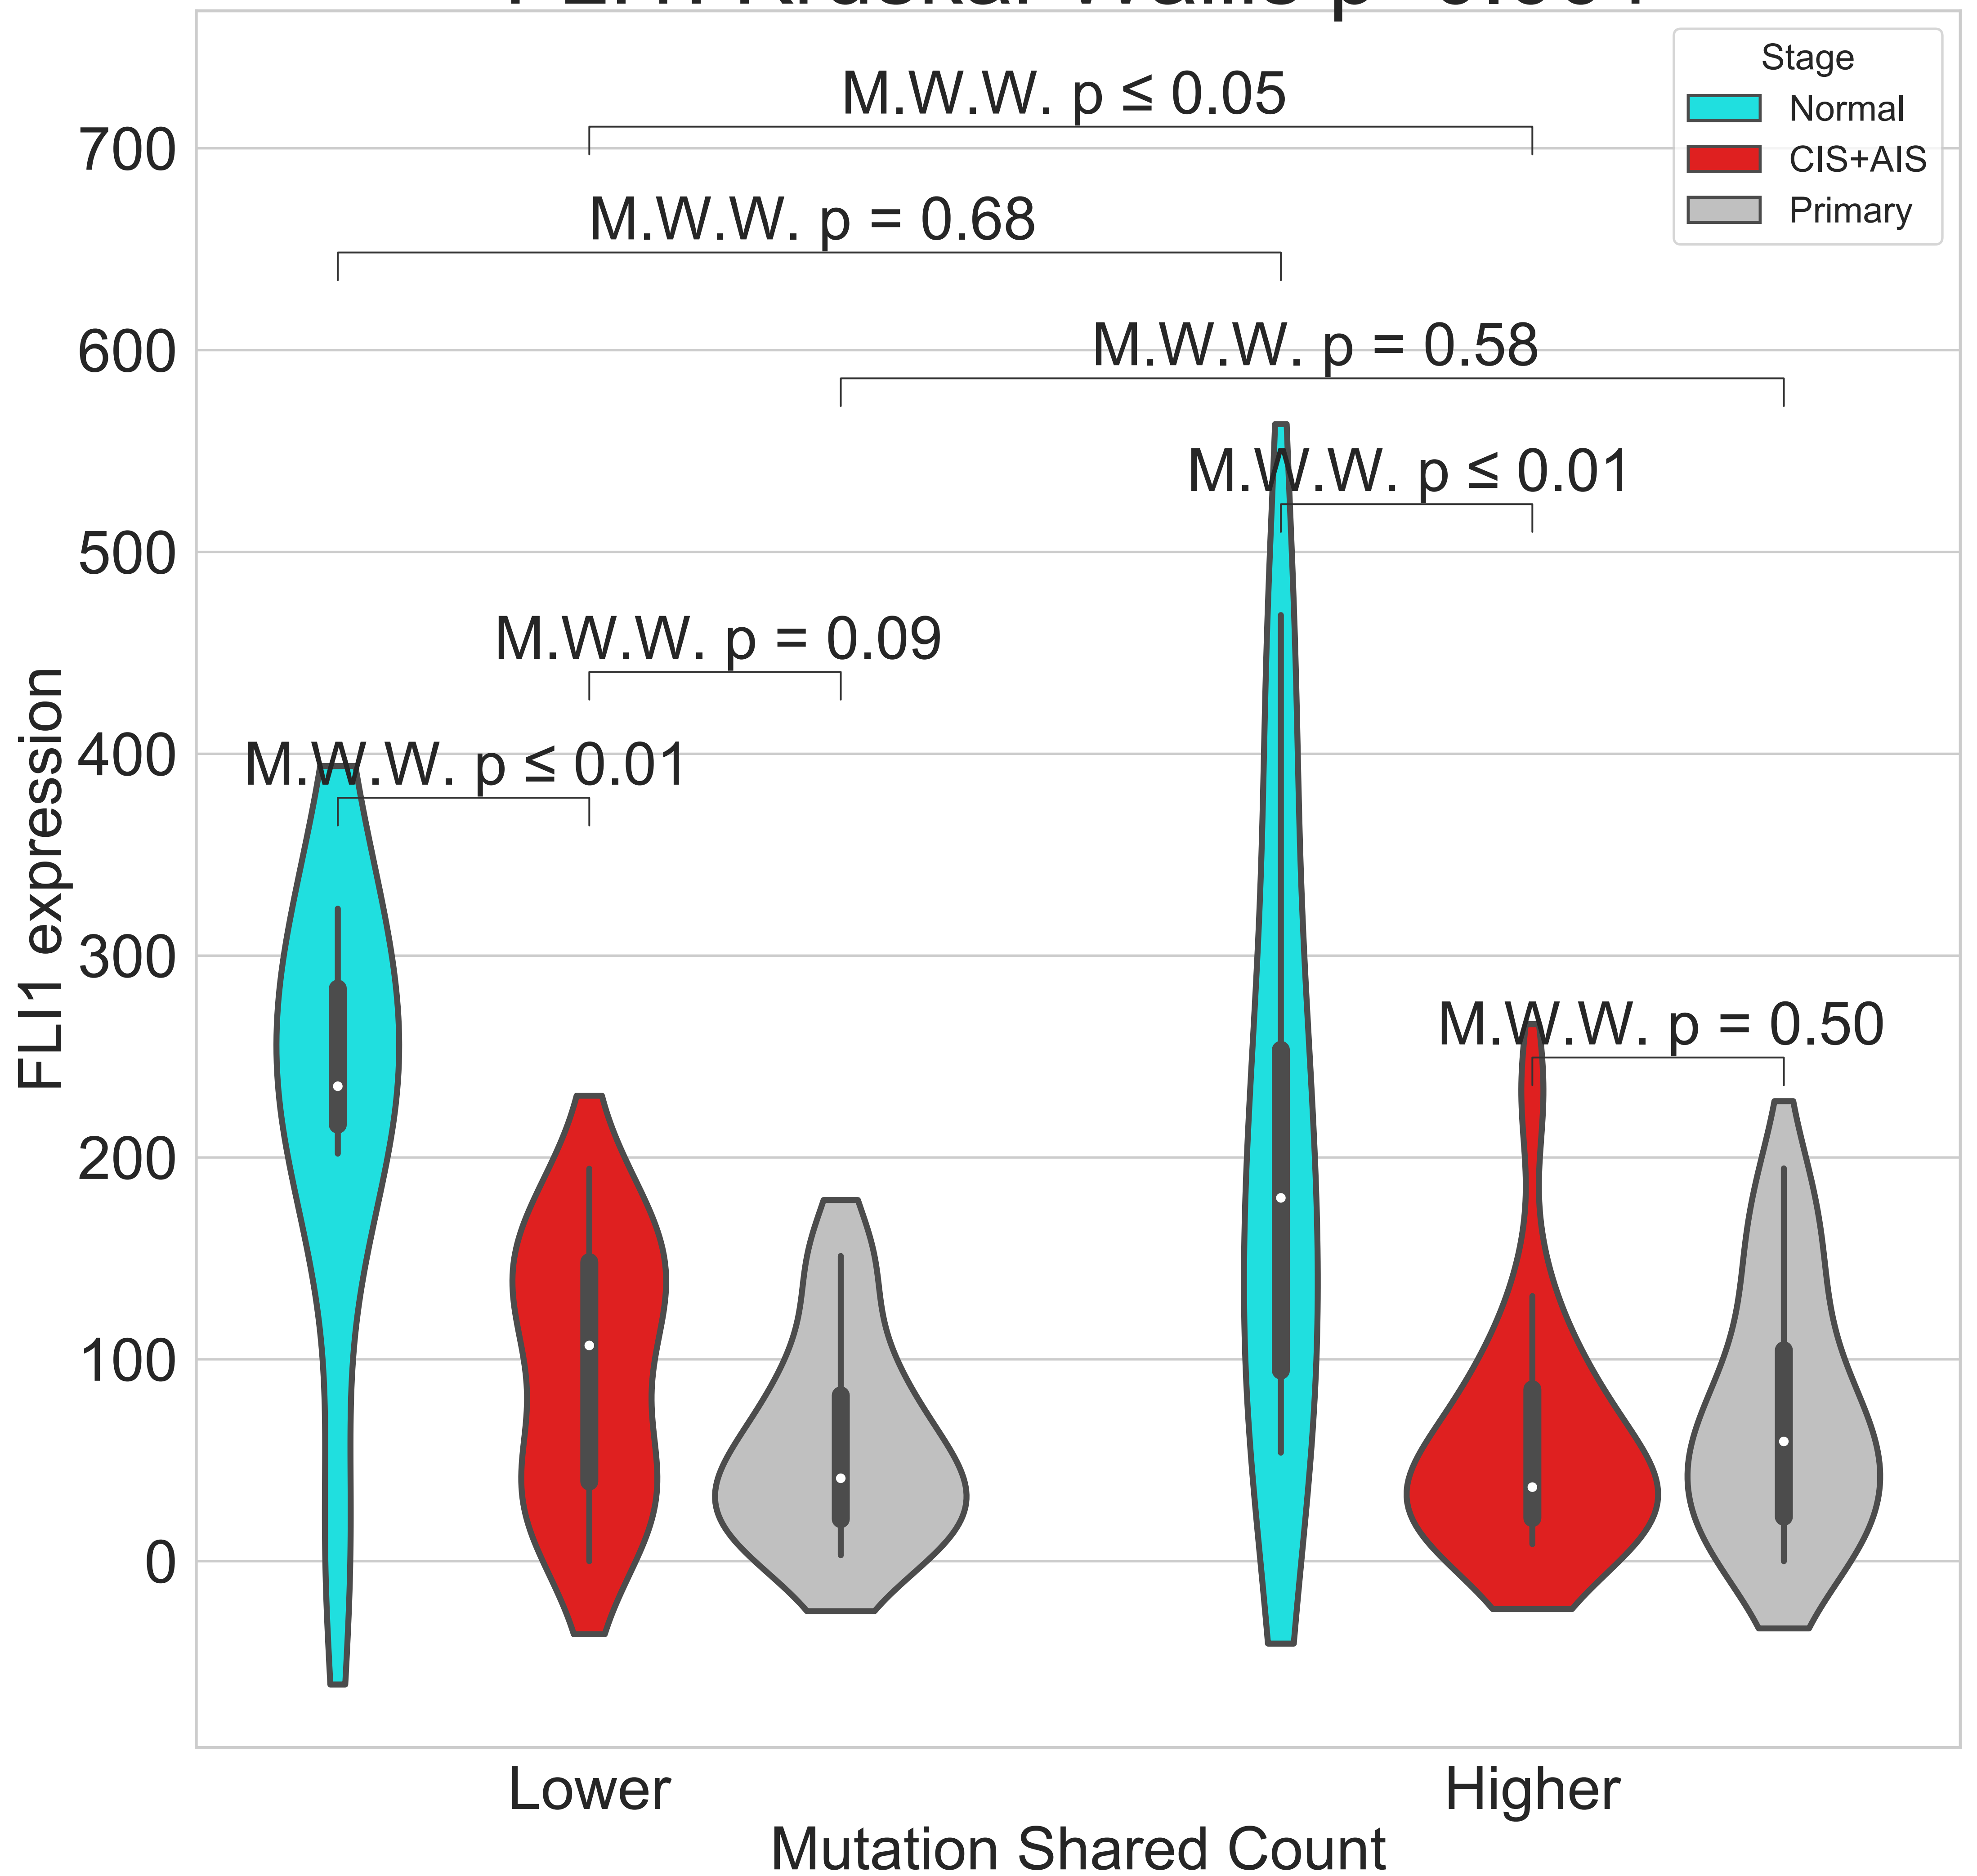 Stage
Normal
CIS+AIS
Primary
M.W.W. p ≤ 0.05
M.W.W. p = 0.68
M.W.W. p = 0.58
M.W.W. p ≤ 0.01
M.W.W. p = 0.09
M.W.W. p ≤ 0.01
M.W.W. p = 0.50
700
600
500
400
300
200
100
0
FLI1 expression
Lower
Higher
Mutation Shared Count